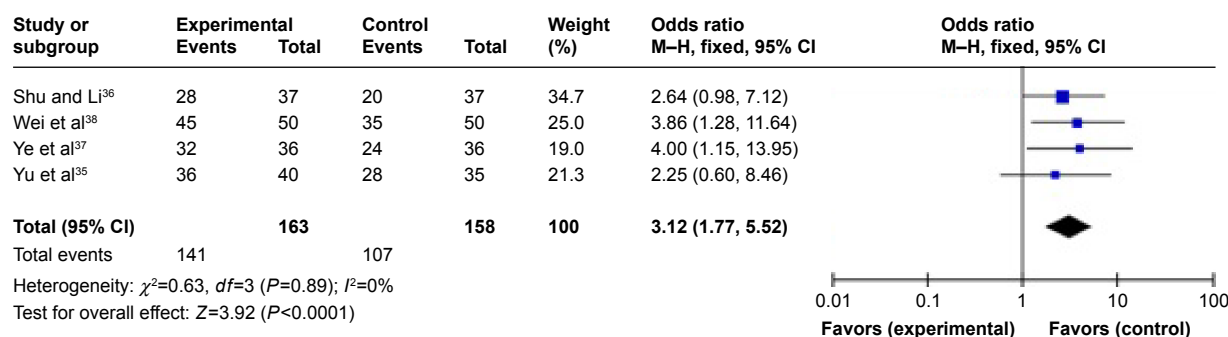 Study or Experimental Control Weight Odds ratio Odds ratio
subgroup Events Total Events Total (%) M–H, fixed, 95% CI M–H, fixed, 95% CI
Shu and Li³⁶ 28 37 20 37 34.7 2.64 (0.98, 7.12)
Wei et al³⁸ 45 50 35 50 25.0 3.86 (1.28, 11.64)
Ye et al³⁷ 32 36 24 36 19.0 4.00 (1.15, 13.95)
Yu et al³⁵ 36 40 28 35 21.3 2.25 (0.60, 8.46)
Total (95% CI) 163 158 100 3.12 (1.77, 5.52)
Total events 141 107
Heterogeneity: χ²=0.63, df=3 (P=0.89); I²=0%
Test for overall effect: Z=3.92 (P<0.0001)
0.01 0.1 1 10 100
Favors (experimental) Favors (control)